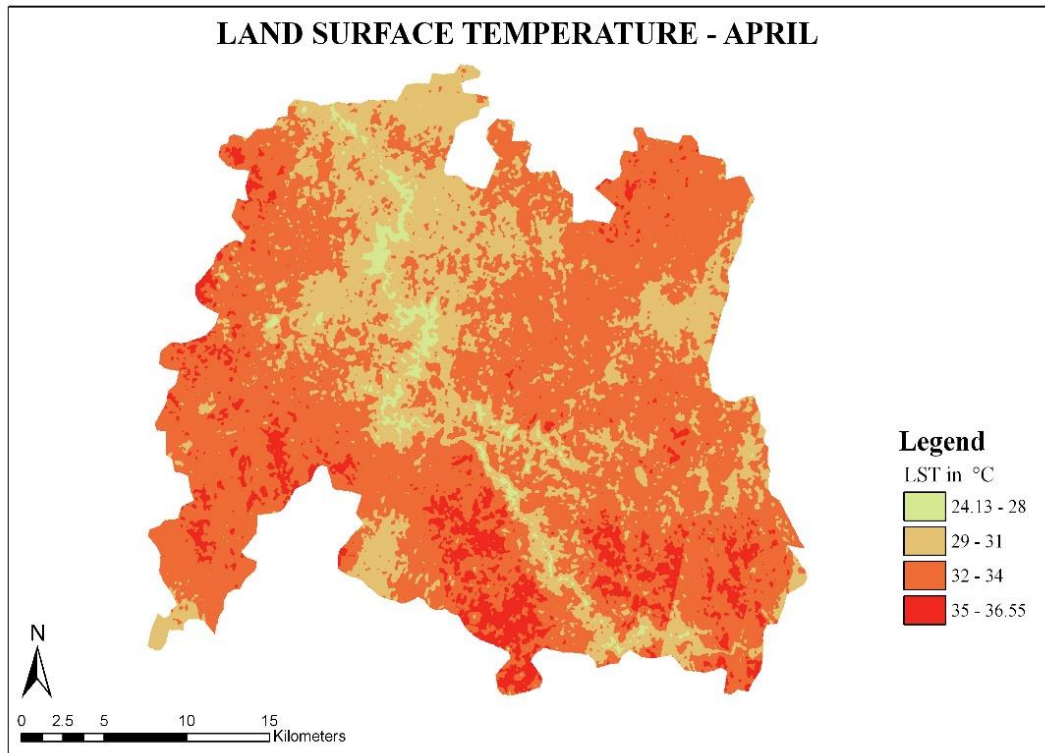 LAND SURFACE TEMPERATURE - APRIL
Legend
LST in °C
24.13 - 28
29 - 31
32 - 34
35 - 36.55
N
0 2.5 5 10 15
Kilometers